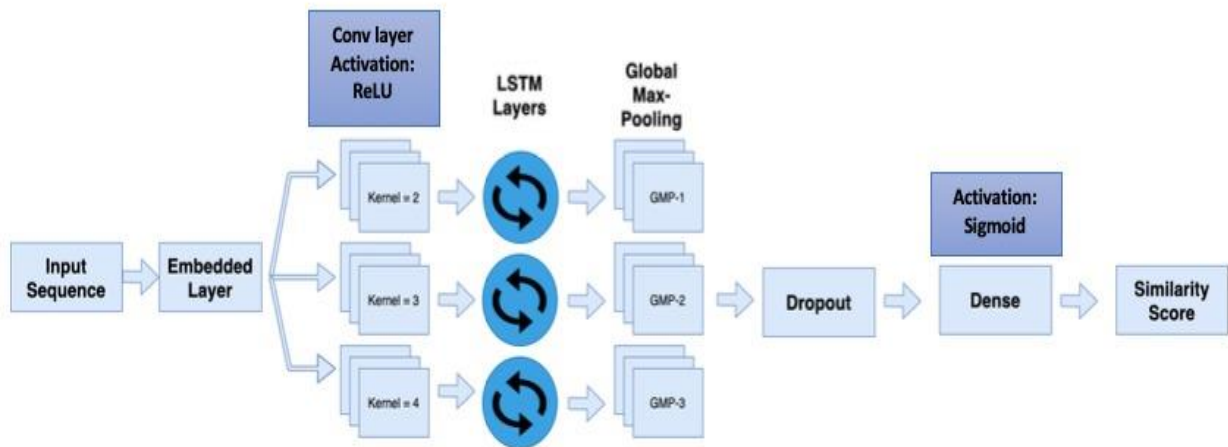 Conv layer
Activation:
ReLU
LSTM
Layers
Global
Max-
Pooling
Kernel = 2
GMP-1
Activation:
Sigmoid
Input
Sequence
Embedded
Layer
Kernel = 3
GMP-2
Dropout
Dense
Similarity
Score
Kernel = 4
GMP-3